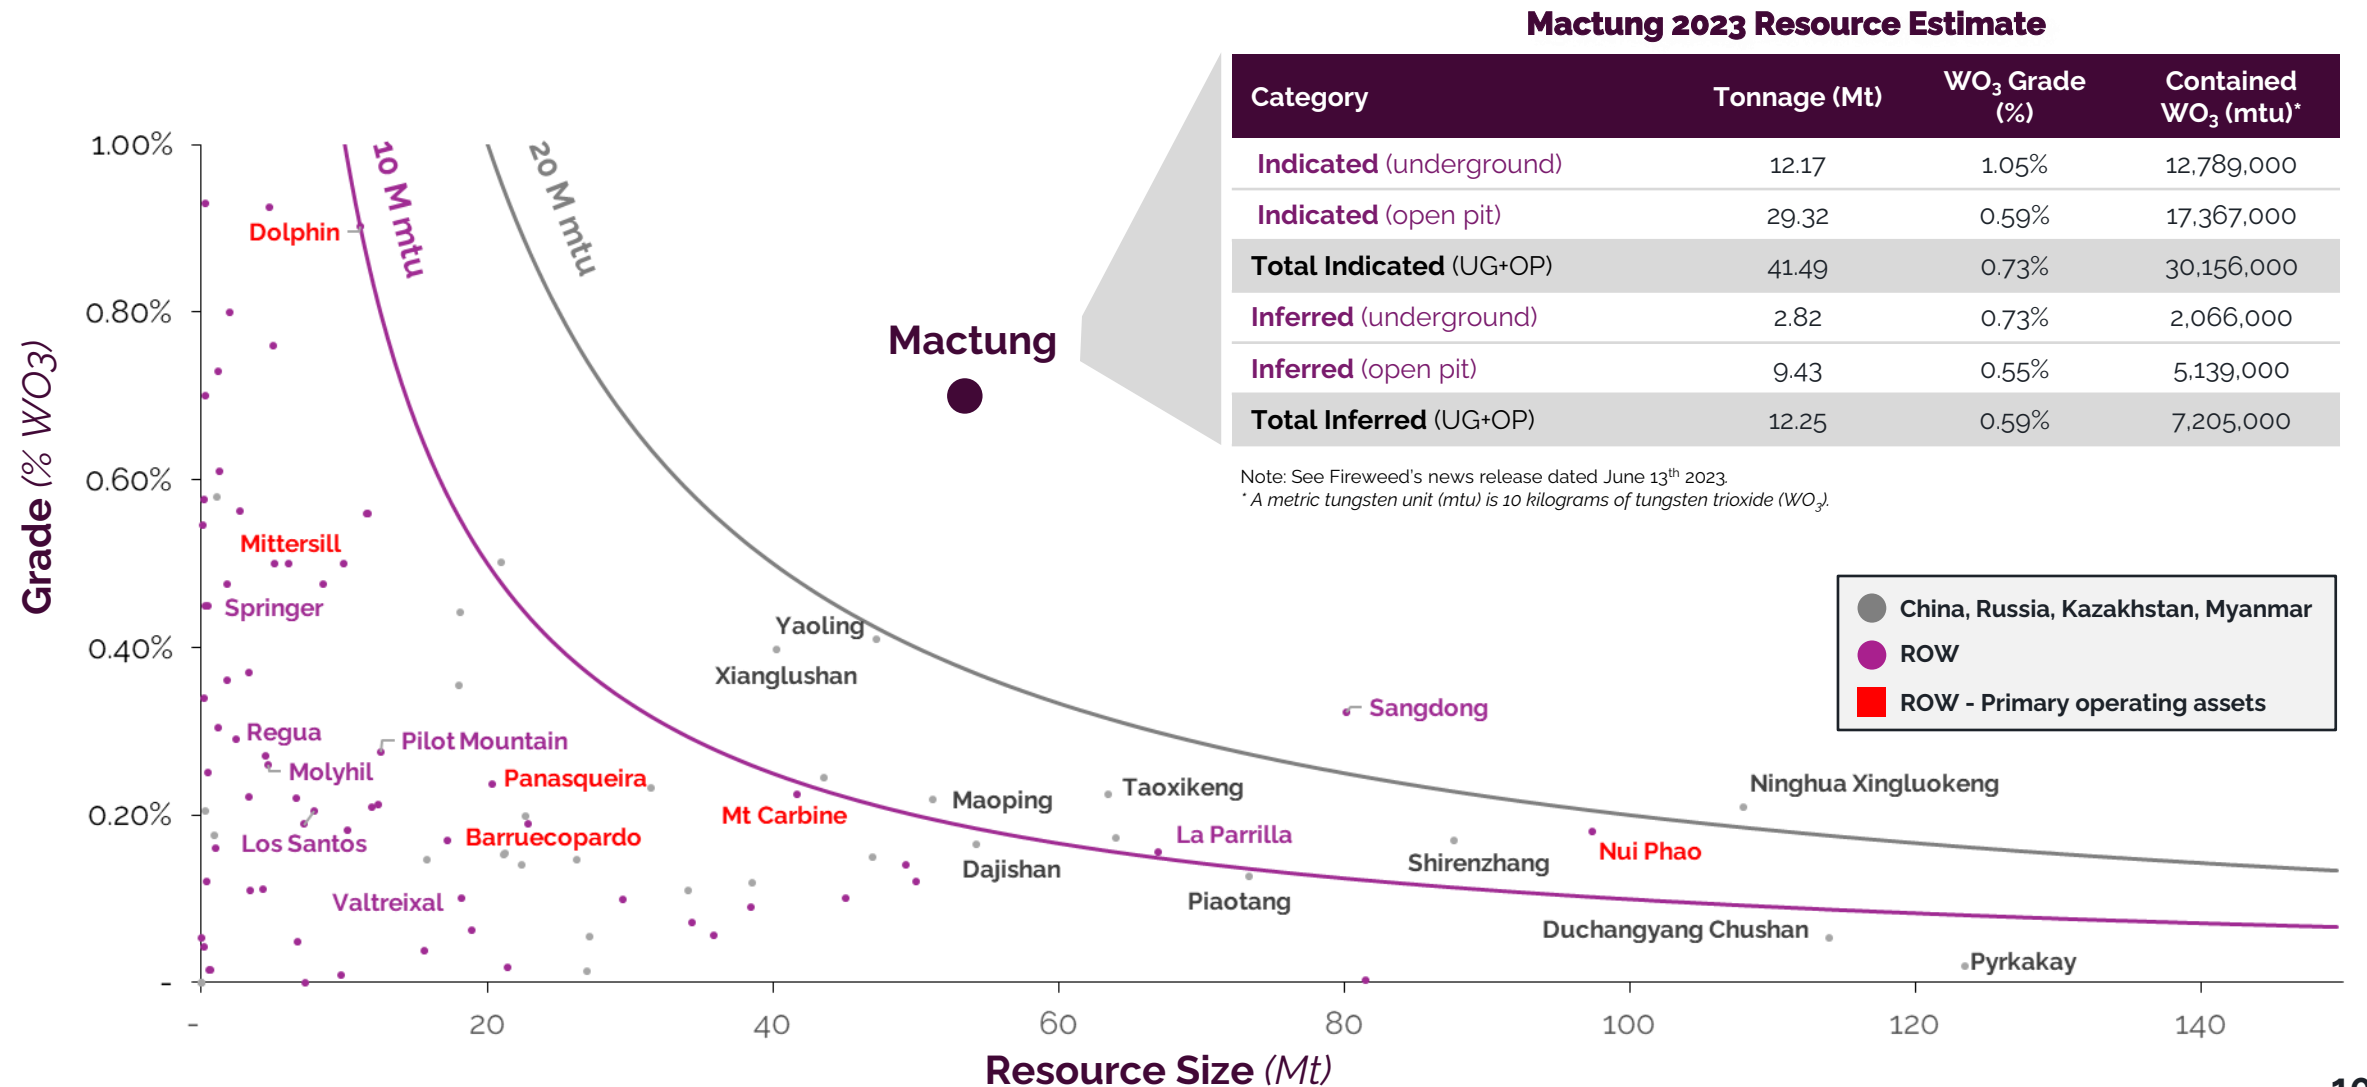 Mactung 2023 Resource Estimate
Category Tonnage (Mt) WO₃ Grade (%) Contained WO₃ (mtu)*
Indicated (underground) 12.17 1.05% 12,789,000
Indicated (open pit) 29.32 0.59% 17,367,000
Total Indicated (UG+OP) 41.49 0.73% 30,156,000
Inferred (underground) 2.82 0.73% 2,066,000
Inferred (open pit) 9.43 0.55% 5,139,000
Total Inferred (UG+OP) 12.25 0.59% 7,205,000
Note: See Fireweed's news release dated June 13th 2023.
* A metric tungsten unit (mtu) is 10 kilograms of tungsten trioxide (WO₃).
Grade (% WO3)
1.00%
0.80%
0.60%
0.40%
0.20%
-
10 M mtu
20 M mtu
Dolphin
Mactung
Mittersill
Springer
Yaoling
Xianglushan
Sangdong
Regua
Pilot Mountain
Molyhil
Panasqueira
Mt Carbine
Maoping
Taoxikeng
Ninghua Xingluokeng
Los Santos
Barruecopardo
La Parrilla
Dajishan
Shirenzhang
Nui Phao
Valtreixal
Piaotang
Duchangyang Chushan
Pyrkakay
China, Russia, Kazakhstan, Myanmar
ROW
ROW - Primary operating assets
- 20 40 60 80 100 120 140
Resource Size (Mt)